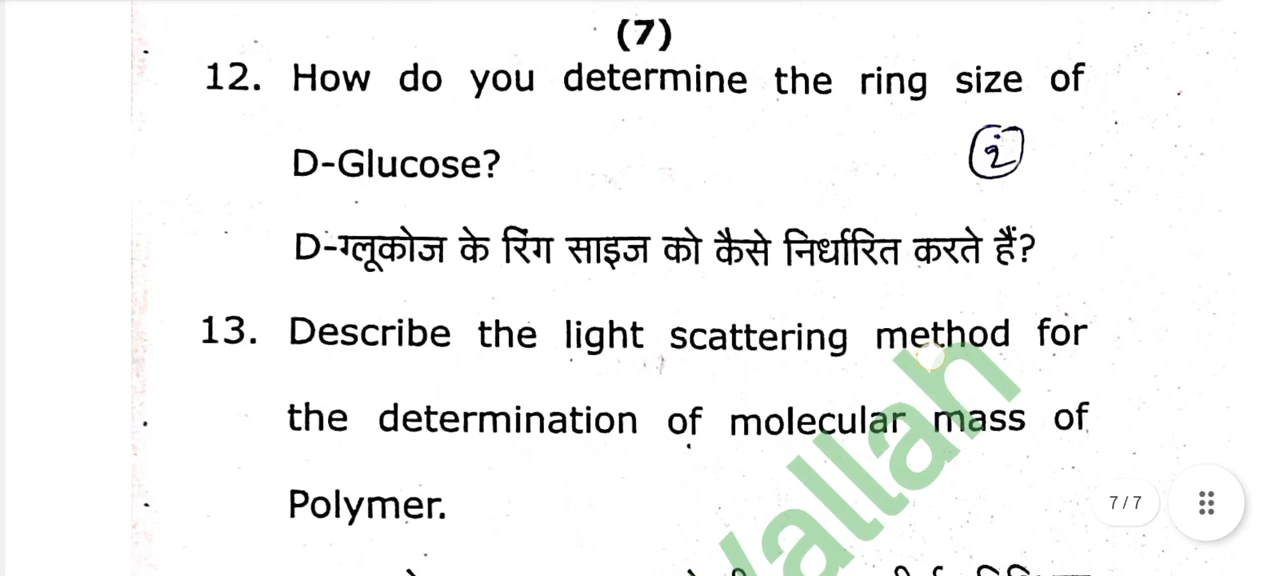 (7)
12. How do you determine the ring size of
D-Glucose?
2
D-ग्लूकोज के रिंग साइज को कैसे निर्धारित करते हैं?
13. Describe the light scattering method for
the determination of molecular mass of
Polymer.
Wallah
7 / 7